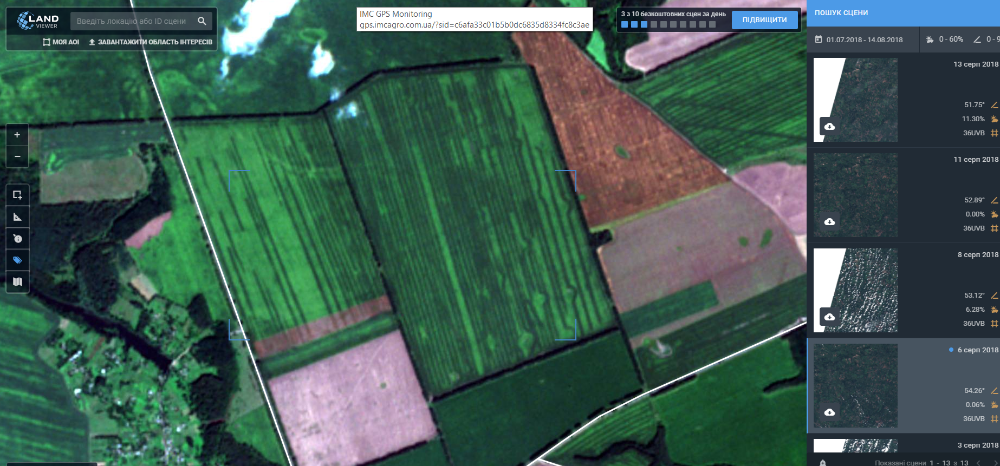 LAND
VIEWER
Введіть локацію або ID сцени
МОЯ AOI
ЗАВАНТАЖИТИ ОБЛАСТЬ ІНТЕРЕСІВ
IMC GPS Monitoring
gps.imcagro.com.ua/?sid=c6afa33c01b5b0dc6835d8334fc8c3ae
3 з 10 безкоштовних сцен за день
ПІДВИЩИТИ
+
−
ПОШУК СЦЕНИ
01.07.2018 - 14.08.2018
0 - 60%
0 - 9
13 серп 2018
51.75°
11.30%
36UVB
11 серп 2018
52.89°
0.00%
36UVB
8 серп 2018
53.12°
6.28%
36UVB
6 серп 2018
54.26°
0.06%
36UVB
3 серп 2018
Показані сцени 1 - 13 з 13